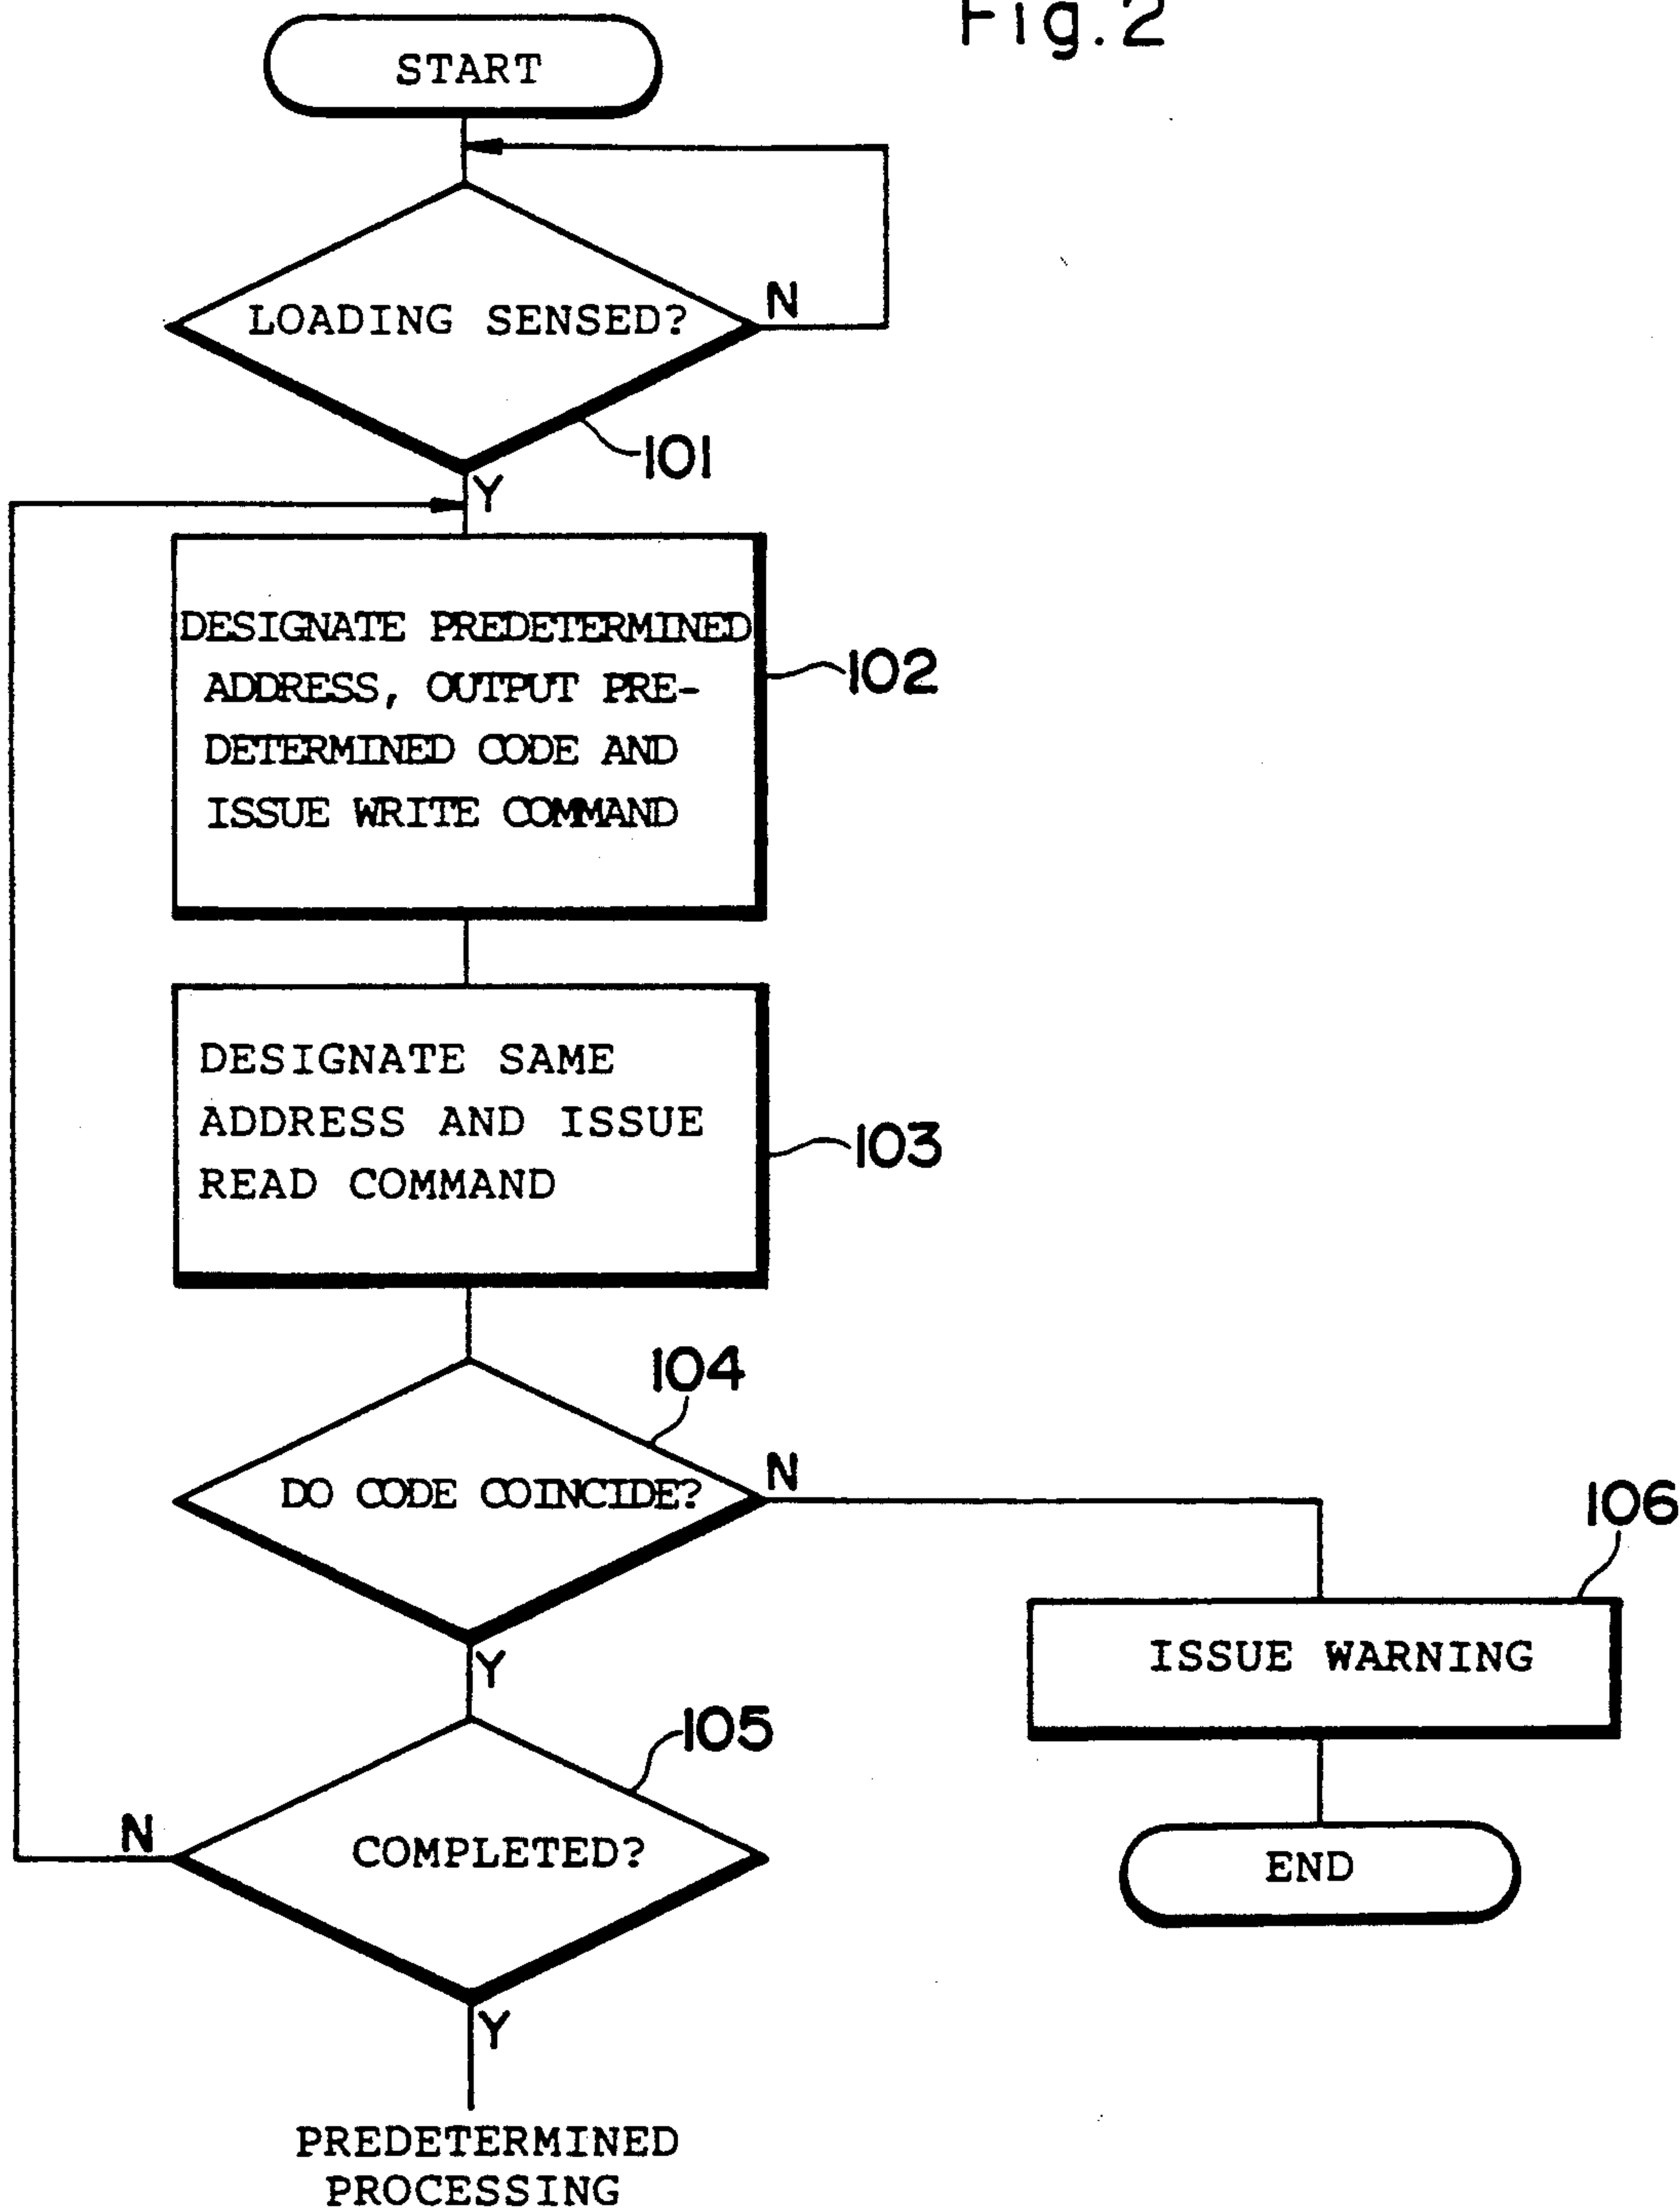 Fig.2
START
LOADING SENSED?
N
101
Y
DESIGNATE PREDETERMINED
ADDRESS, OUTPUT PRE-
DETERMINED CODE AND
ISSUE WRITE COMMAND
102
DESIGNATE SAME
ADDRESS AND ISSUE
READ COMMAND
103
104
DO CODE COINCIDE?
N
Y
106
ISSUE WARNING
105
COMPLETED?
N
END
Y
PREDETERMINED
PROCESSING